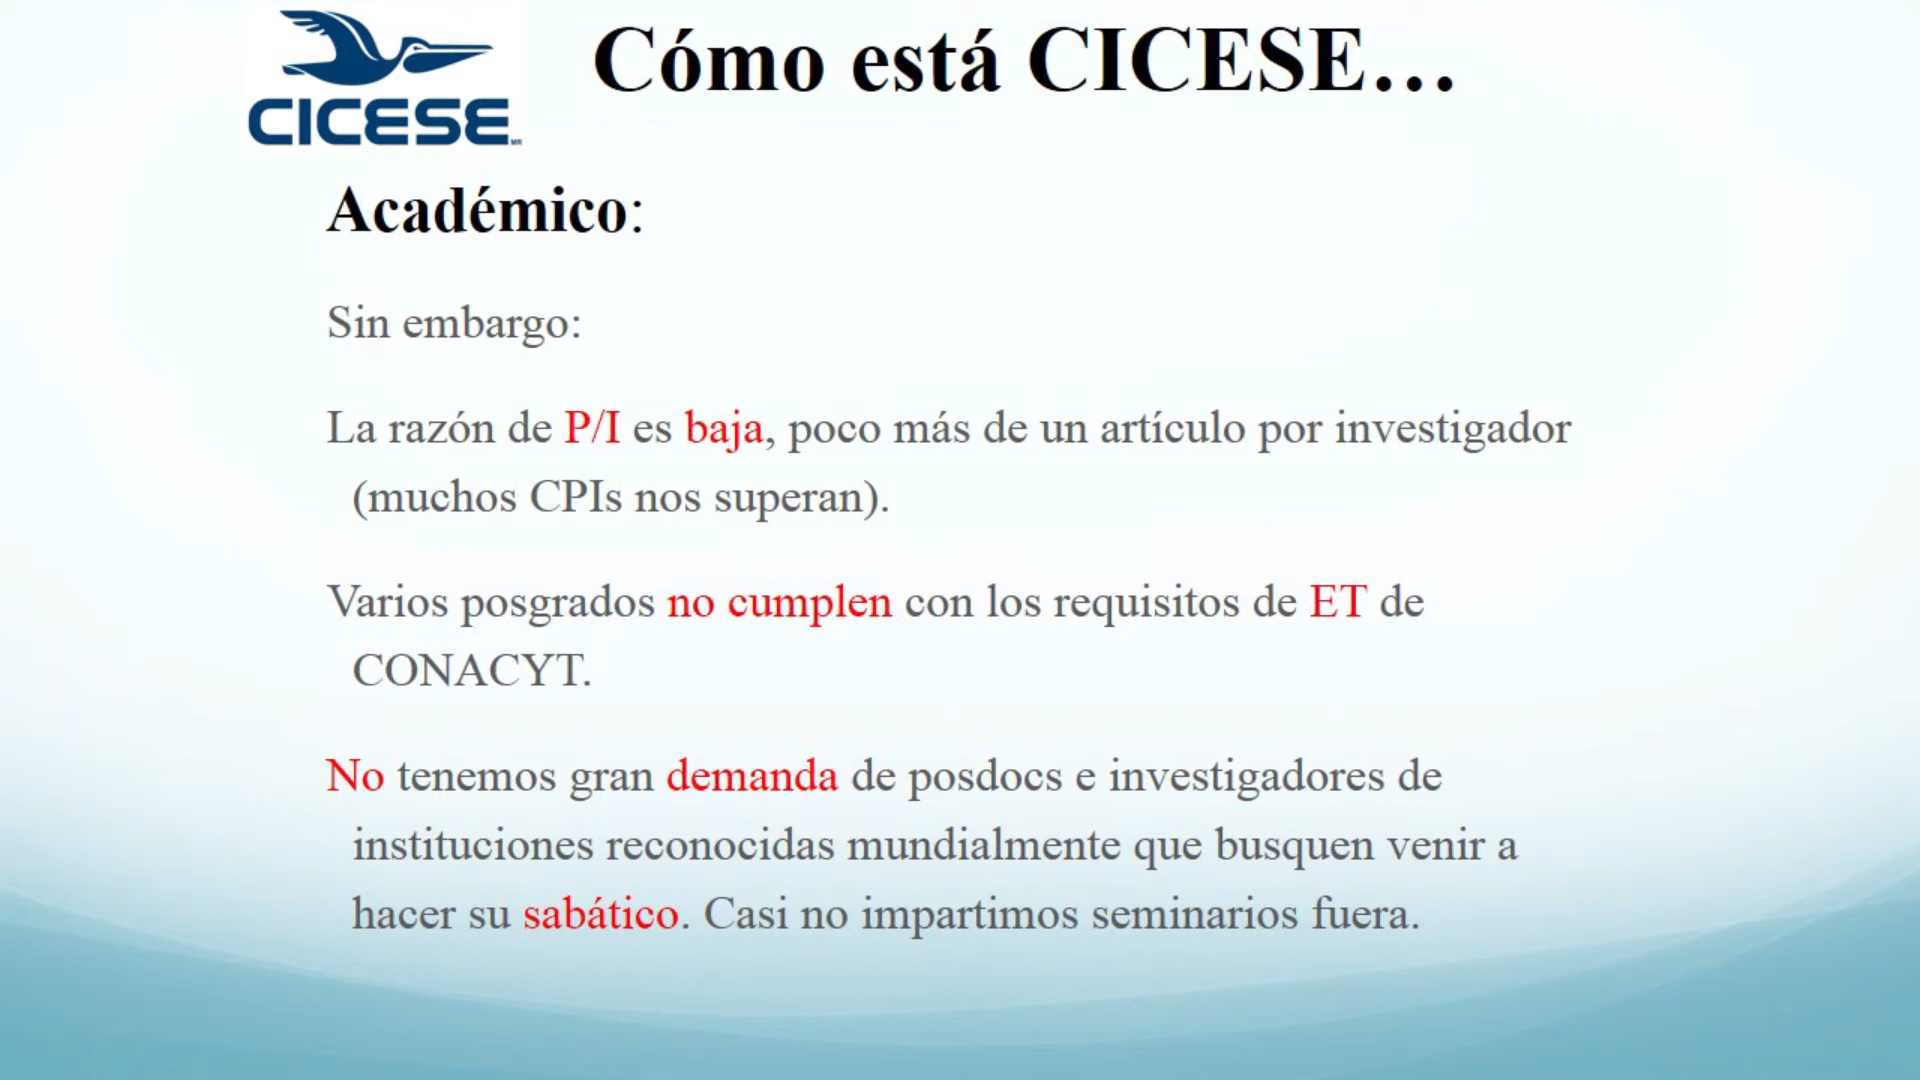 CICESE MR
Cómo está CICESE...
Académico:
Sin embargo:
La razón de P/I es baja, poco más de un artículo por investigador
(muchos CPIs nos superan).
Varios posgrados no cumplen con los requisitos de ET de
CONACYT.
No tenemos gran demanda de posdocs e investigadores de
instituciones reconocidas mundialmente que busquen venir a
hacer su sabático. Casi no impartimos seminarios fuera.